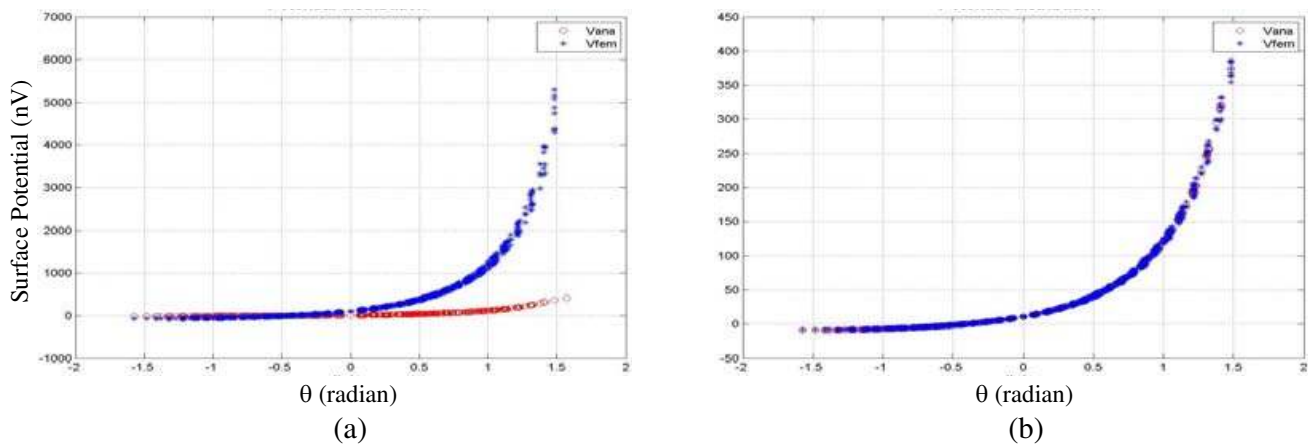 7000
6000
5000
4000
3000
2000
1000
0
-1000
-2 -1.5 -1 -0.5 0 0.5 1 1.5 2
Surface Potential (nV)
θ (radian)
Vana
Vfem
(a)
450
400
350
300
250
200
150
100
50
0
-50
-2 -1.5 -1 -0.5 0 0.5 1 1.5 2
θ (radian)
Vana
Vfem
(b)